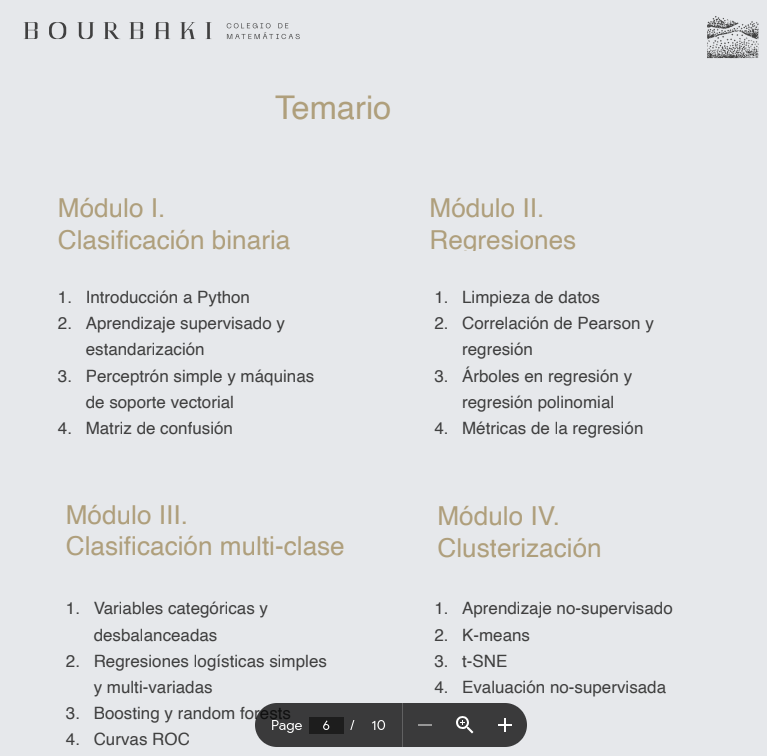 BOURBAKI
COLEGIO DE
MATEMÁTICAS
Temario
Módulo I.
Clasificación binaria
1. Introducción a Python
2. Aprendizaje supervisado y
estandarización
3. Perceptrón simple y máquinas
de soporte vectorial
4. Matriz de confusión
Módulo II.
Regresiones
1. Limpieza de datos
2. Correlación de Pearson y
regresión
3. Árboles en regresión y
regresión polinomial
4. Métricas de la regresión
Módulo III.
Clasificación multi-clase
1. Variables categóricas y
desbalanceadas
2. Regresiones logísticas simples
y multi-variadas
3. Boosting y random forests
4. Curvas ROC
Módulo IV.
Clusterización
1. Aprendizaje no-supervisado
2. K-means
3. t-SNE
4. Evaluación no-supervisada
Page 6 / 10